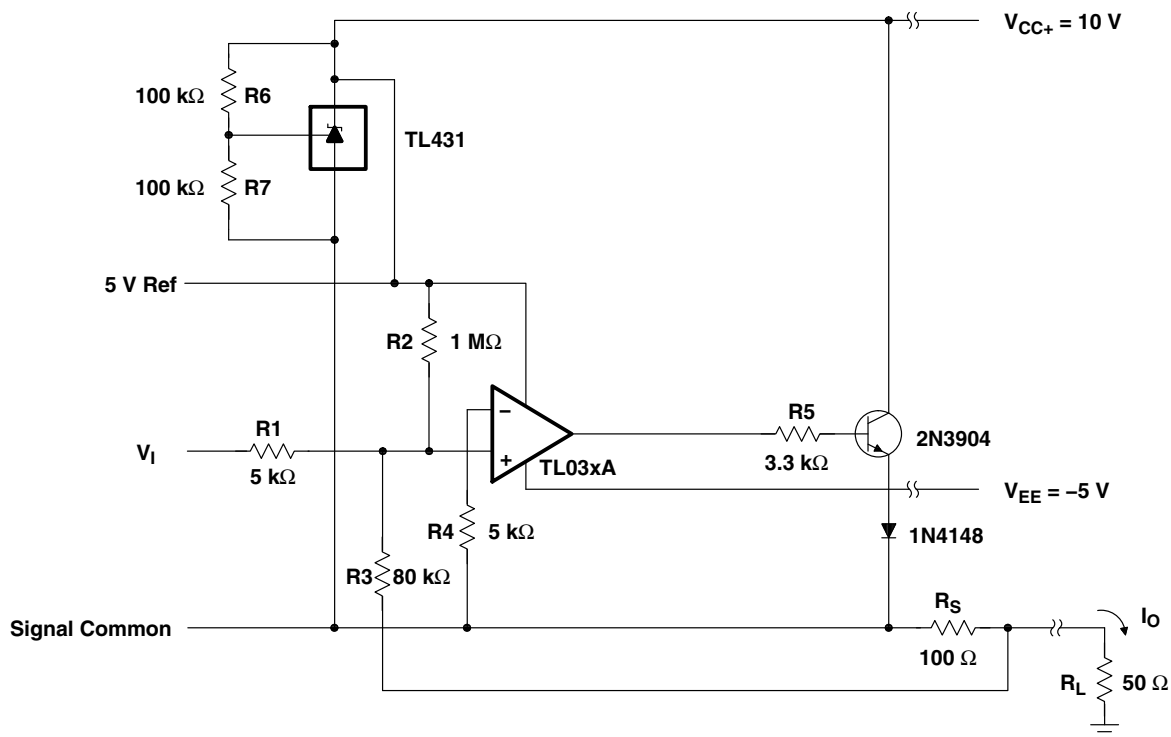 V_CC+ = 10 V
100 kΩ R6
TL431
100 kΩ R7
5 V Ref
R2 1 MΩ
R1
V_I
5 kΩ
−
+
TL03xA
R5
3.3 kΩ
2N3904
V_EE = −5 V
R4 5 kΩ
1N4148
R3 80 kΩ
Signal Common
R_S
100 Ω
I_O
R_L 50 Ω